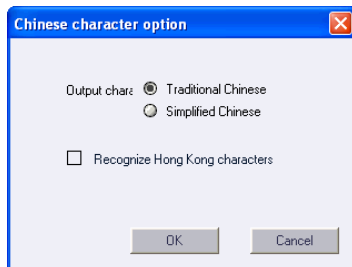 Chinese character option
Output chara Traditional Chinese
Simplified Chinese
Recognize Hong Kong characters
OK Cancel